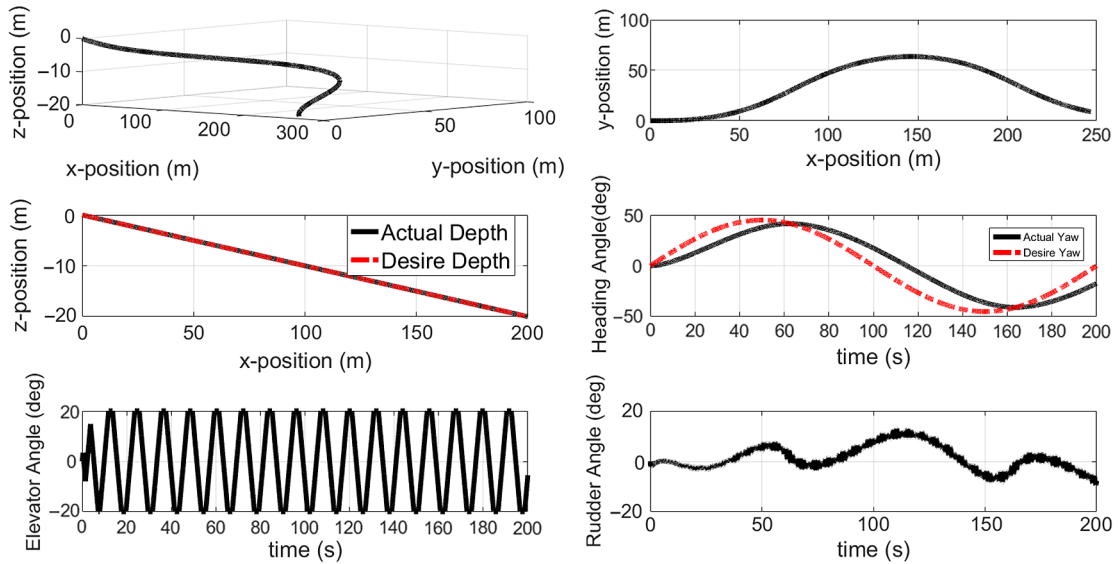 z-position (m)
0
−10
−20
0
100
200
300
0
50
100
x-position (m)
y-position (m)
y-position (m)
100
50
0
0 50 100 150 200 250
x-position (m)
z-position (m)
0
−10
−20
Actual Depth
Desire Depth
0 50 100 150 200
x-position (m)
Heading Angle(deg)
50
0
−50
Actual Yaw
Desire Yaw
0 20 40 60 80 100 120 140 160 180 200
time (s)
Elevator Angle (deg)
20
0
−20
0 20 40 60 80 100 120 140 160 180 200
time (s)
Rudder Angle (deg)
20
0
−20
0 50 100 150 200
time (s)